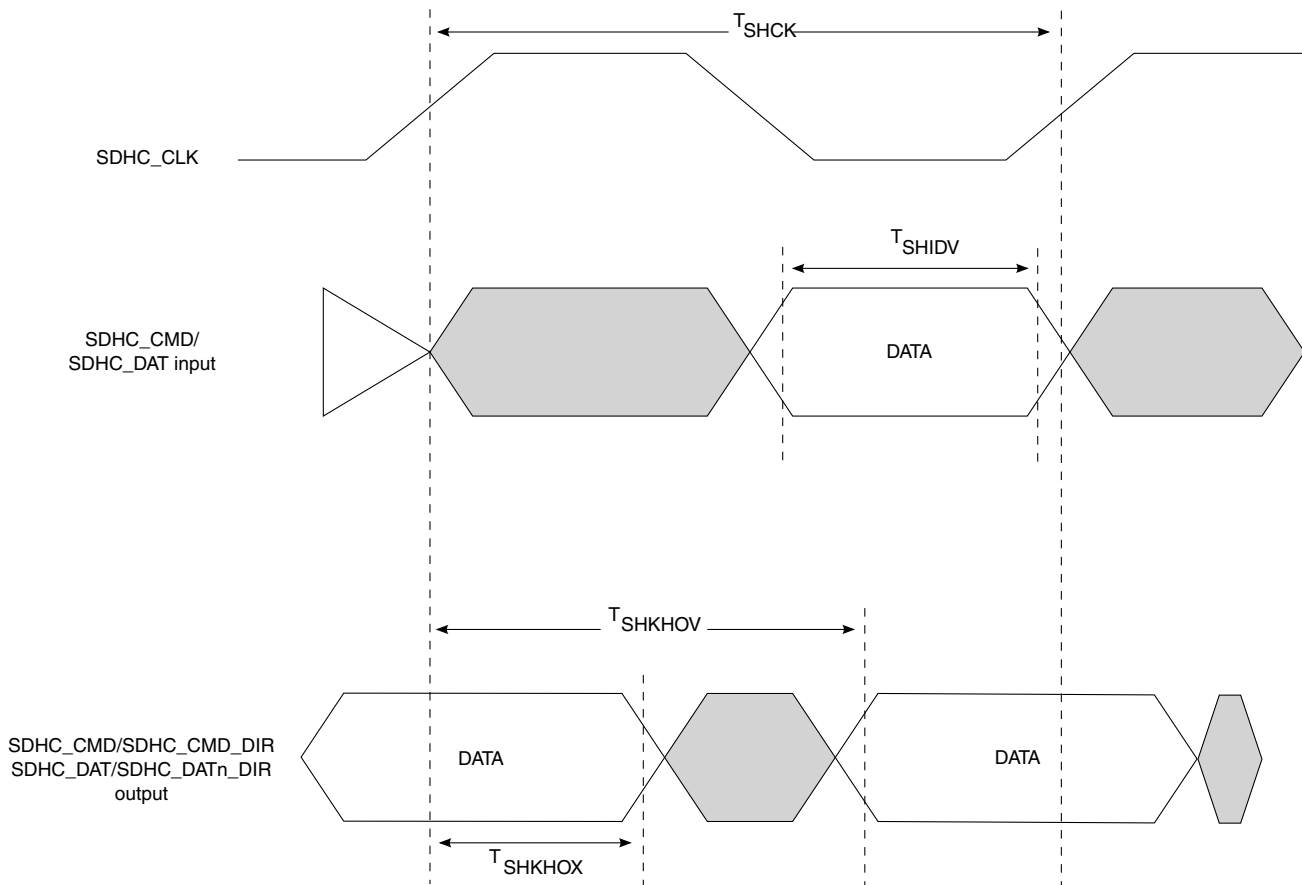 TSHCK
SDHC_CLK
TSHIDV
SDHC_CMD/
SDHC_DAT input
DATA
TSHKHOV
SDHC_CMD/SDHC_CMD_DIR
SDHC_DAT/SDHC_DATn_DIR
output
DATA
DATA
TSHKHOX